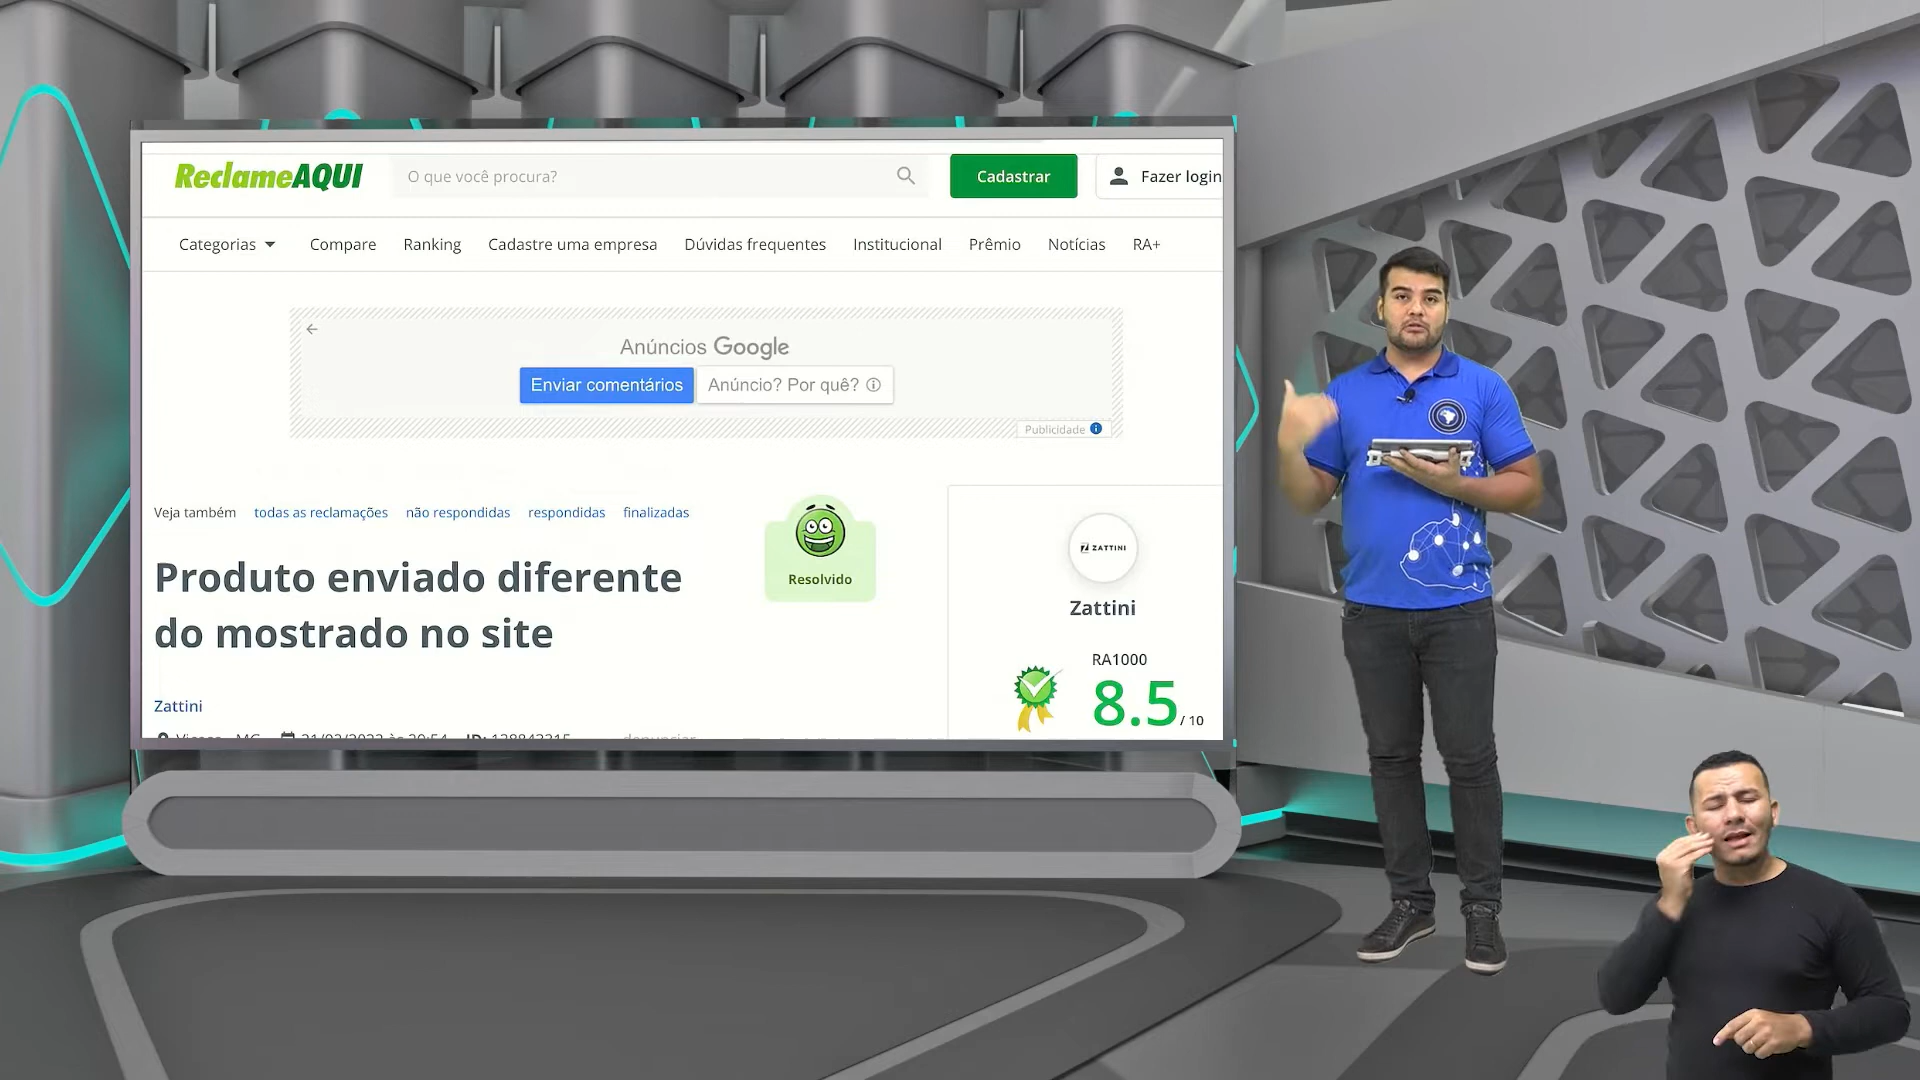 ReclameAQUI
O que você procura?
Cadastrar
Fazer login
Categorias
Compare
Ranking
Cadastre uma empresa
Dúvidas frequentes
Institucional
Prêmio
Notícias
RA+
Anúncios Google
Enviar comentários
Anúncio? Por quê?
Publicidade
Veja também todas as reclamações não respondidas respondidas finalizadas
Resolvido
Produto enviado diferente
do mostrado no site
Zattini
ZATTINI
Zattini
RA1000
8.5 / 10